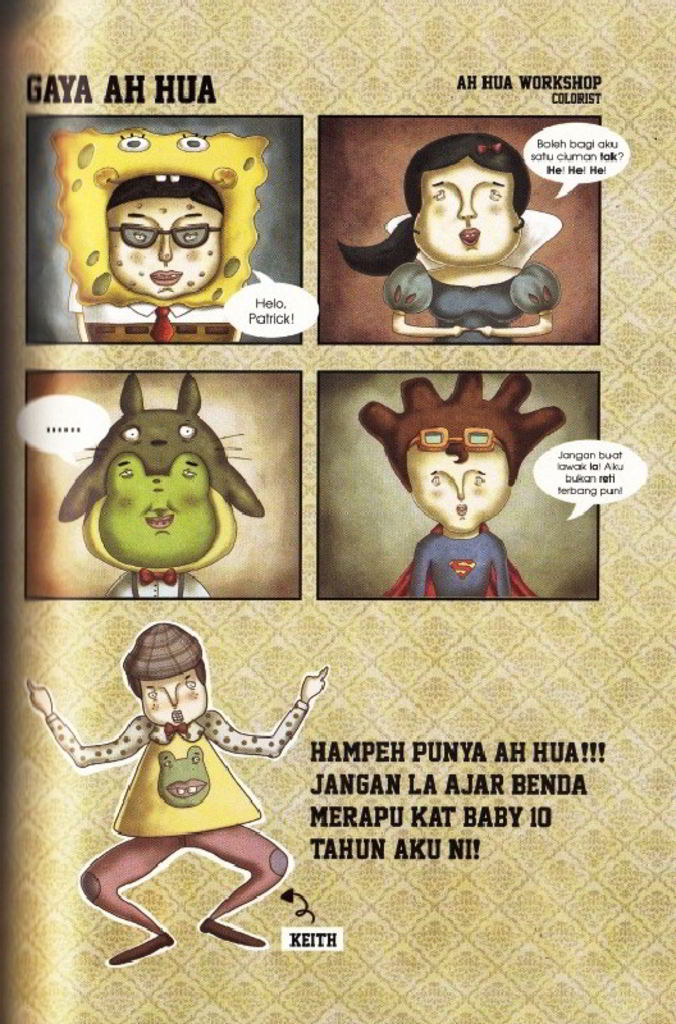 GAYA AH HUA
AH HUA WORKSHOP
COLORIST
Helo,
Patrick!
Boleh bagi aku
satu ciuman tak?
He! He! He!
.......
Jangan buat
lawak la! Aku
bukan reti
terbang pun!
S
HAMPEH PUNYA AH HUA!!!
JANGAN LA AJAR BENDA
MERAPU KAT BABY 10
TAHUN AKU NI!
KEITH